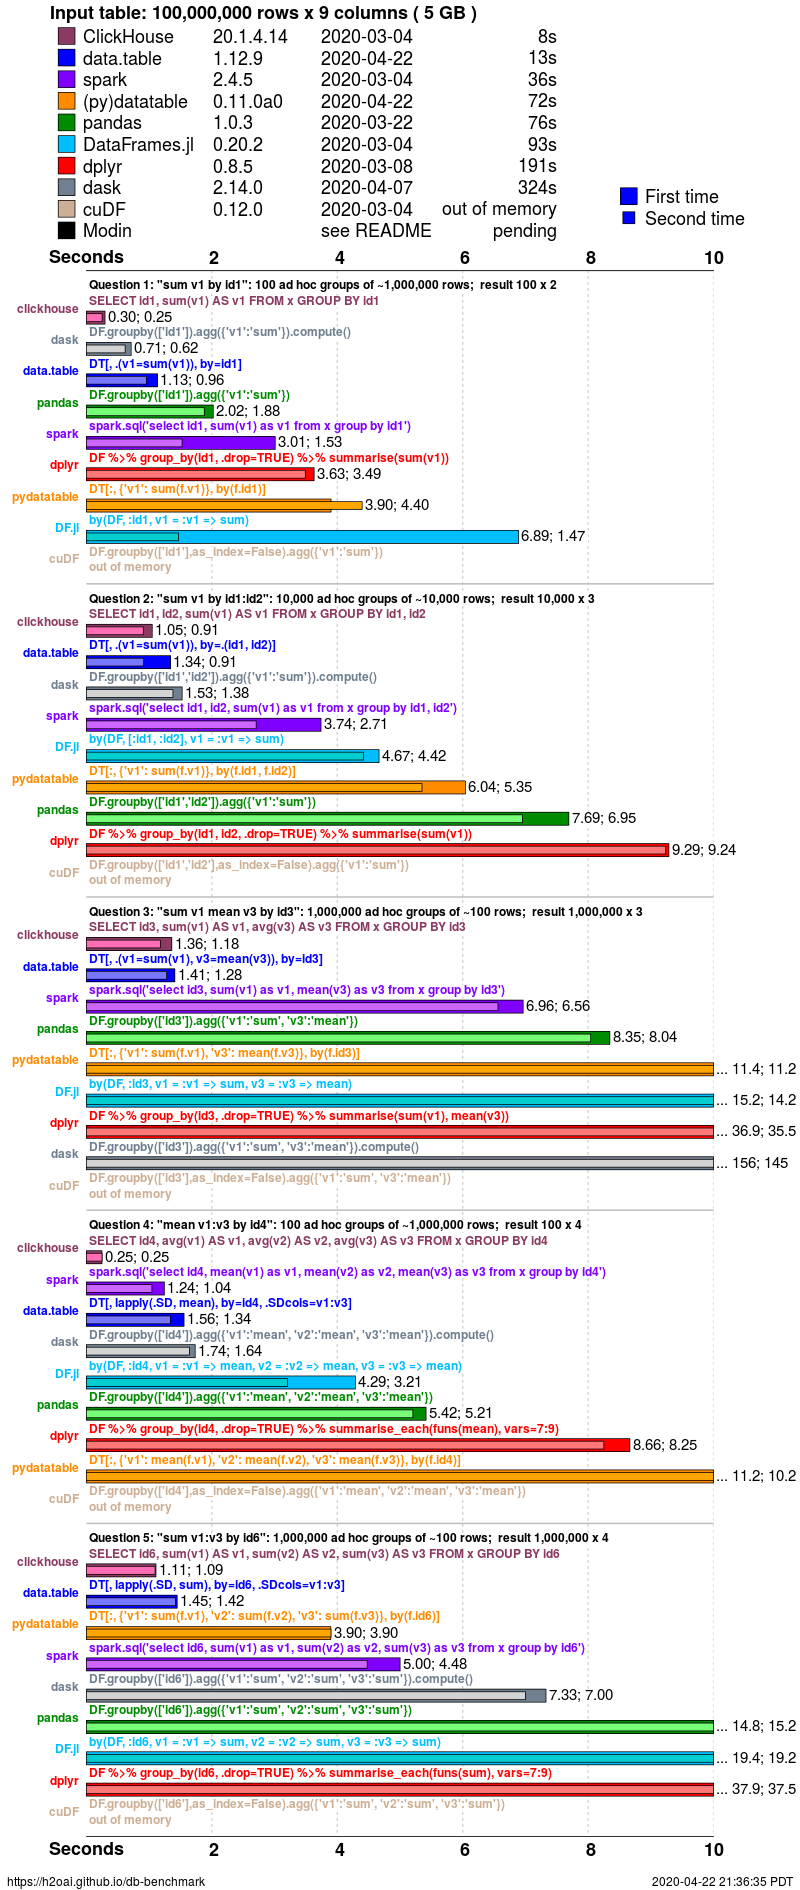 Input table: 100,000,000 rows x 9 columns ( 5 GB )
ClickHouse 20.1.4.14 2020-03-04 8s
data.table 1.12.9 2020-04-22 13s
spark 2.4.5 2020-03-04 36s
(py)datatable 0.11.0a0 2020-04-22 72s
pandas 1.0.3 2020-03-22 76s
DataFrames.jl 0.20.2 2020-03-04 93s
dplyr 0.8.5 2020-03-08 191s
dask 2.14.0 2020-04-07 324s
cuDF 0.12.0 2020-03-04 out of memory
Modin see README pending
First time
Second time
Seconds 2 4 6 8 10
Question 1: "sum v1 by id1": 100 ad hoc groups of ~1,000,000 rows; result 100 x 2
SELECT id1, sum(v1) AS v1 FROM x GROUP BY id1
clickhouse 0.30; 0.25
DF.groupby(['id1']).agg({'v1':'sum'}).compute()
dask 0.71; 0.62
DT[, .(v1=sum(v1)), by=id1]
data.table 1.13; 0.96
DF.groupby(['id1']).agg({'v1':'sum'})
pandas 2.02; 1.88
spark.sql('select id1, sum(v1) as v1 from x group by id1')
spark 3.01; 1.53
DF %>% group_by(id1, .drop=TRUE) %>% summarise(sum(v1))
dplyr 3.63; 3.49
DT[:, {'v1': sum(f.v1)}, by(f.id1)]
pydatatable 3.90; 4.40
by(DF, :id1, v1 = :v1 => sum)
DF.jl 6.89; 1.47
DF.groupby(['id1'],as_index=False).agg({'v1':'sum'})
cuDF out of memory
Question 2: "sum v1 by id1:id2": 10,000 ad hoc groups of ~10,000 rows; result 10,000 x 3
SELECT id1, id2, sum(v1) AS v1 FROM x GROUP BY id1, id2
clickhouse 1.05; 0.91
DT[, .(v1=sum(v1)), by=.(id1, id2)]
data.table 1.34; 0.91
DF.groupby(['id1','id2']).agg({'v1':'sum'}).compute()
dask 1.53; 1.38
spark.sql('select id1, id2, sum(v1) as v1 from x group by id1, id2')
spark 3.74; 2.71
by(DF, [:id1, :id2], v1 = :v1 => sum)
DF.jl 4.67; 4.42
DT[:, {'v1': sum(f.v1)}, by(f.id1, f.id2)]
pydatatable 6.04; 5.35
DF.groupby(['id1','id2']).agg({'v1':'sum'})
pandas 7.69; 6.95
DF %>% group_by(id1, id2, .drop=TRUE) %>% summarise(sum(v1))
dplyr 9.29; 9.24
DF.groupby(['id1','id2'],as_index=False).agg({'v1':'sum'})
cuDF out of memory
Question 3: "sum v1 mean v3 by id3": 1,000,000 ad hoc groups of ~100 rows; result 1,000,000 x 3
SELECT id3, sum(v1) AS v1, avg(v3) AS v3 FROM x GROUP BY id3
clickhouse 1.36; 1.18
DT[, .(v1=sum(v1), v3=mean(v3)), by=id3]
data.table 1.41; 1.28
spark.sql('select id3, sum(v1) as v1, mean(v3) as v3 from x group by id3')
spark 6.96; 6.56
DF.groupby(['id3']).agg({'v1':'sum', 'v3':'mean'})
pandas 8.35; 8.04
DT[:, {'v1': sum(f.v1), 'v3': mean(f.v3)}, by(f.id3)]
pydatatable ... 11.4; 11.2
by(DF, :id3, v1 = :v1 => sum, v3 = :v3 => mean)
DF.jl ... 15.2; 14.2
DF %>% group_by(id3, .drop=TRUE) %>% summarise(sum(v1), mean(v3))
dplyr ... 36.9; 35.5
DF.groupby(['id3']).agg({'v1':'sum', 'v3':'mean'}).compute()
dask ... 156; 145
DF.groupby(['id3'],as_index=False).agg({'v1':'sum', 'v3':'mean'})
cuDF out of memory
Question 4: "mean v1:v3 by id4": 100 ad hoc groups of ~1,000,000 rows; result 100 x 4
SELECT id4, avg(v1) AS v1, avg(v2) AS v2, avg(v3) AS v3 FROM x GROUP BY id4
clickhouse 0.25; 0.25
spark.sql('select id4, mean(v1) as v1, mean(v2) as v2, mean(v3) as v3 from x group by id4')
spark 1.24; 1.04
DT[, lapply(.SD, mean), by=id4, .SDcols=v1:v3]
data.table 1.56; 1.34
DF.groupby(['id4']).agg({'v1':'mean', 'v2':'mean', 'v3':'mean'}).compute()
dask 1.74; 1.64
by(DF, :id4, v1 = :v1 => mean, v2 = :v2 => mean, v3 = :v3 => mean)
DF.jl 4.29; 3.21
DF.groupby(['id4']).agg({'v1':'mean', 'v2':'mean', 'v3':'mean'})
pandas 5.42; 5.21
DF %>% group_by(id4, .drop=TRUE) %>% summarise_each(funs(mean), vars=7:9)
dplyr 8.66; 8.25
DT[:, {'v1': mean(f.v1), 'v2': mean(f.v2), 'v3': mean(f.v3)}, by(f.id4)]
pydatatable ... 11.2; 10.2
DF.groupby(['id4'],as_index=False).agg({'v1':'mean', 'v2':'mean', 'v3':'mean'})
cuDF out of memory
Question 5: "sum v1:v3 by id6": 1,000,000 ad hoc groups of ~100 rows; result 1,000,000 x 4
SELECT id6, sum(v1) AS v1, sum(v2) AS v2, sum(v3) AS v3 FROM x GROUP BY id6
clickhouse 1.11; 1.09
DT[, lapply(.SD, sum), by=id6, .SDcols=v1:v3]
data.table 1.45; 1.42
DT[:, {'v1': sum(f.v1), 'v2': sum(f.v2), 'v3': sum(f.v3)}, by(f.id6)]
pydatatable 3.90; 3.90
spark.sql('select id6, sum(v1) as v1, sum(v2) as v2, sum(v3) as v3 from x group by id6')
spark 5.00; 4.48
DF.groupby(['id6']).agg({'v1':'sum', 'v2':'sum', 'v3':'sum'}).compute()
dask 7.33; 7.00
DF.groupby(['id6']).agg({'v1':'sum', 'v2':'sum', 'v3':'sum'})
pandas ... 14.8; 15.2
by(DF, :id6, v1 = :v1 => sum, v2 = :v2 => sum, v3 = :v3 => sum)
DF.jl ... 19.4; 19.2
DF %>% group_by(id6, .drop=TRUE) %>% summarise_each(funs(sum), vars=7:9)
dplyr ... 37.9; 37.5
DF.groupby(['id6'],as_index=False).agg({'v1':'sum', 'v2':'sum', 'v3':'sum'})
cuDF out of memory
Seconds 2 4 6 8 10
https://h2oai.github.io/db-benchmark 2020-04-22 21:36:35 PDT